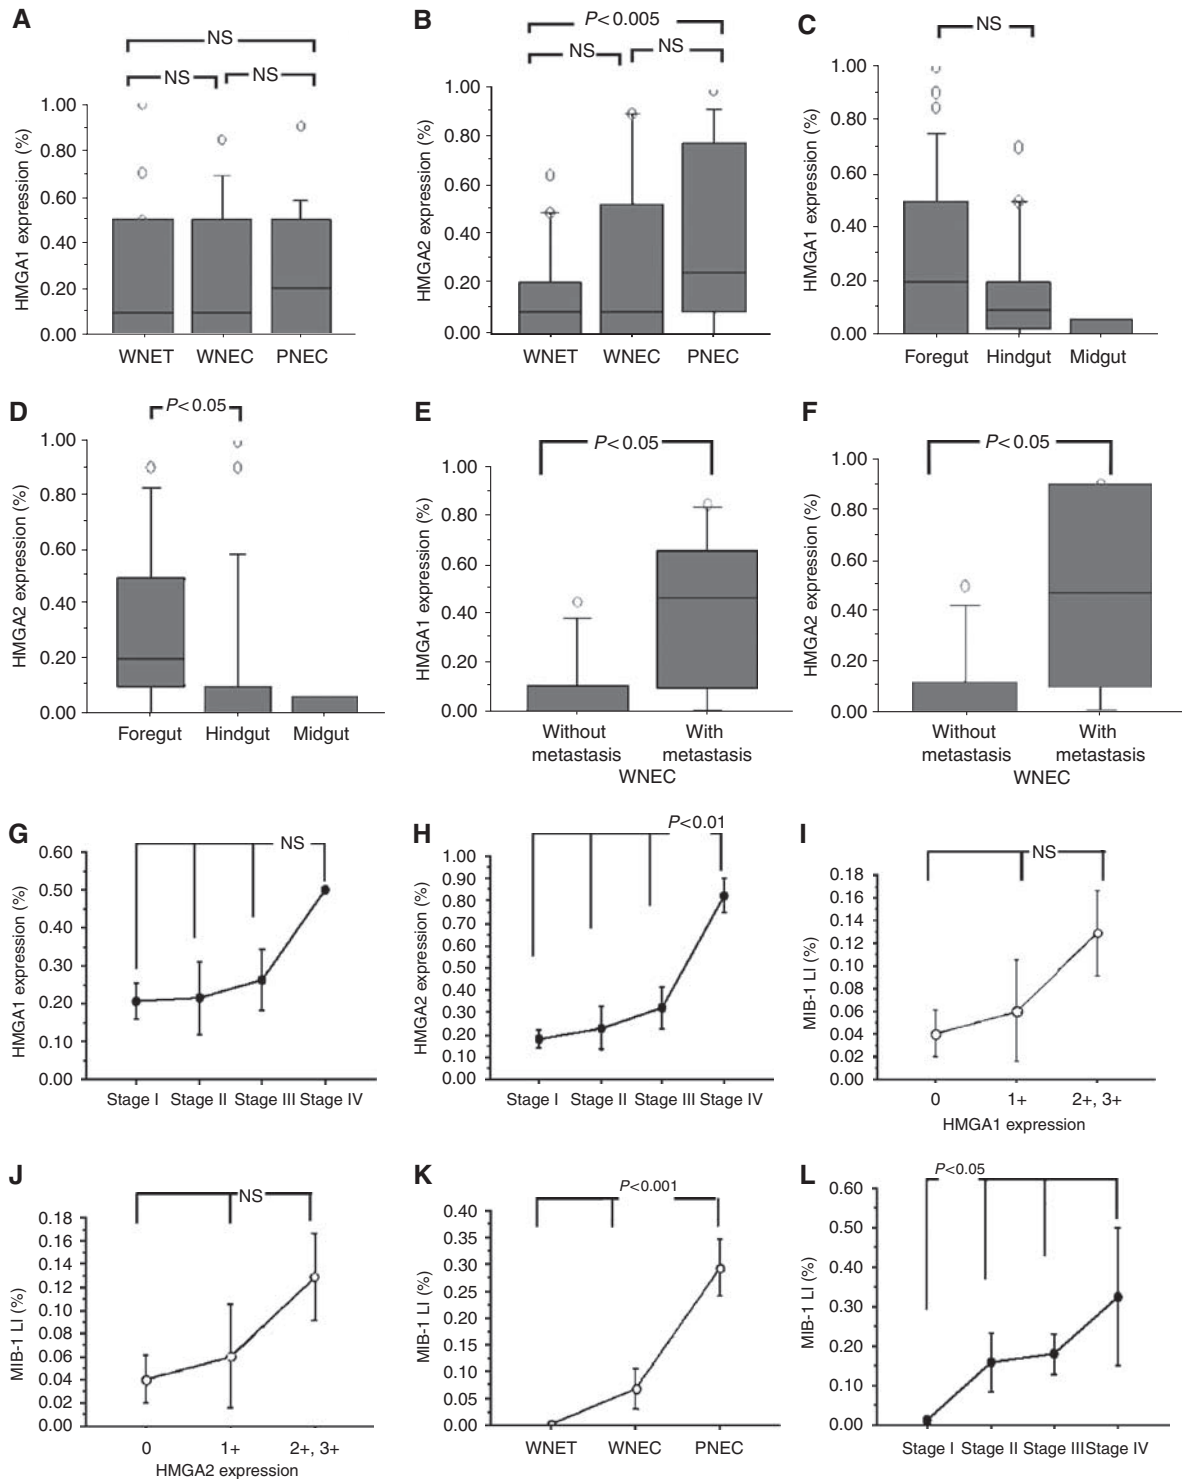 A
NS
NS
NS
HMGA1 expression (%)
1.00
0.80
0.60
0.40
0.20
0.00
WNET WNEC PNEC
B
P<0.005
NS
NS
HMGA2 expression (%)
1.00
0.80
0.60
0.40
0.20
0.00
WNET WNEC PNEC
C
NS
HMGA1 expression (%)
1.00
0.80
0.60
0.40
0.20
0.00
Foregut Hindgut Midgut
D
P<0.05
HMGA2 expression (%)
1.00
0.80
0.60
0.40
0.20
0.00
Foregut Hindgut Midgut
E
P<0.05
HMGA1 expression (%)
1.00
0.80
0.60
0.40
0.20
0.00
Without metastasis
With metastasis
WNEC
F
P<0.05
HMGA2 expression (%)
1.00
0.80
0.60
0.40
0.20
0.00
Without metastasis
With metastasis
WNEC
G
NS
HMGA1 expression (%)
0.60
0.50
0.40
0.30
0.20
0.10
0.00
Stage I Stage II Stage III Stage IV
H
P<0.01
HMGA2 expression (%)
1.00
0.90
0.80
0.70
0.60
0.50
0.40
0.30
0.20
0.10
0.00
Stage I Stage II Stage III Stage IV
I
NS
MIB-1 LI (%)
0.18
0.16
0.14
0.12
0.10
0.08
0.06
0.04
0.02
0.00
0 1+ 2+, 3+
HMGA1 expression
J
NS
MIB-1 LI (%)
0.18
0.16
0.14
0.12
0.10
0.08
0.06
0.04
0.02
0.00
0 1+ 2+, 3+
HMGA2 expression
K
P<0.001
MIB-1 LI (%)
0.40
0.35
0.30
0.25
0.20
0.15
0.10
0.05
0.00
WNET WNEC PNEC
L
P<0.05
MIB-1 LI (%)
0.60
0.50
0.40
0.30
0.20
0.10
0.00
Stage I Stage II Stage III Stage IV